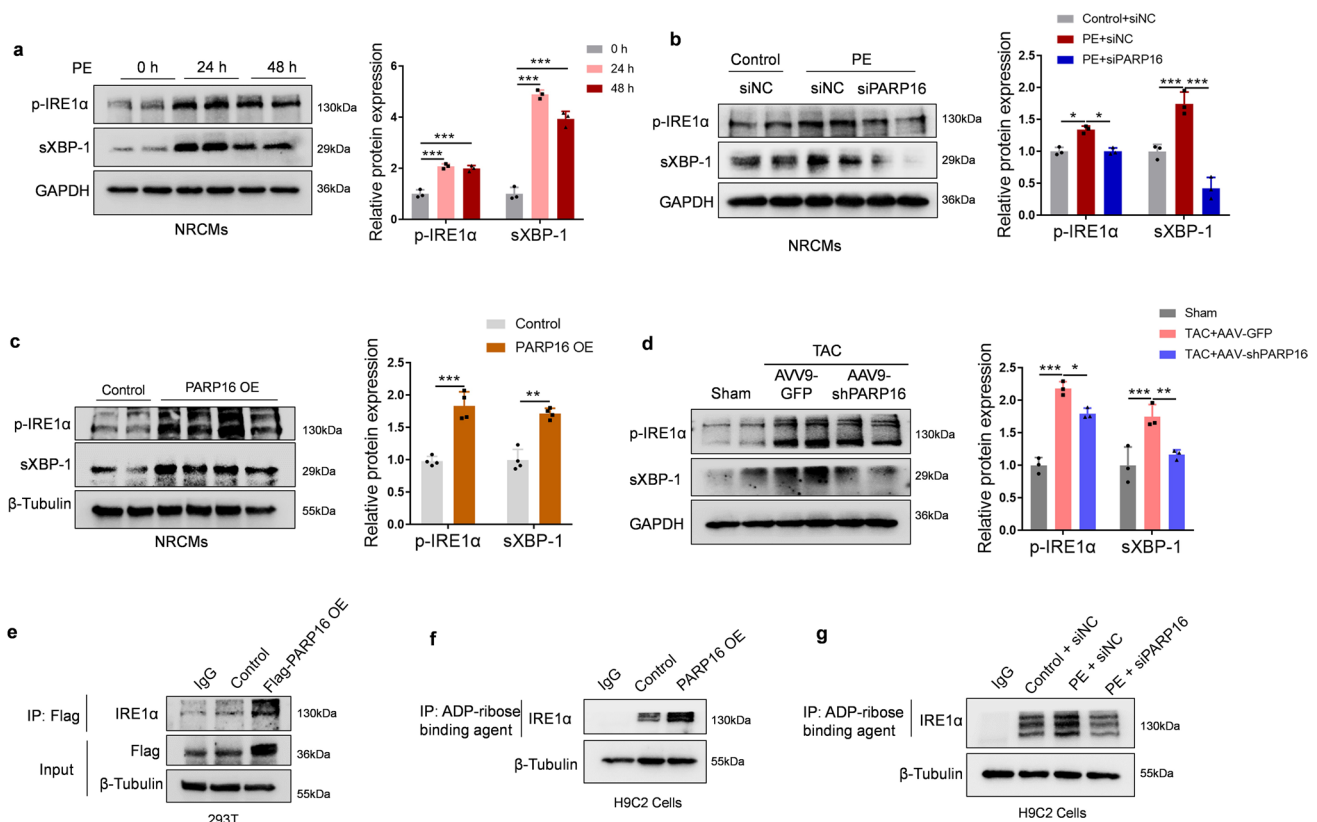 a
PE
0 h
24 h
48 h
p-IRE1α
130kDa
sXBP-1
29kDa
GAPDH
36kDa
NRCMs
Relative protein expression
0 h
24 h
48 h
6
4
2
0
***
***
***
***
p-IRE1α
sXBP-1
b
Control
PE
siNC
siNC
siPARP16
p-IRE1α
130kDa
sXBP-1
29kDa
GAPDH
36kDa
NRCMs
Control+siNC
PE+siNC
PE+siPARP16
Relative protein expression
2.5
2.0
1.5
1.0
0.5
0.0
*
*
***
***
p-IRE1α
sXBP-1
c
Control
PARP16 OE
p-IRE1α
130kDa
sXBP-1
29kDa
β-Tubulin
55kDa
NRCMs
Control
PARP16 OE
Relative protein expression
2.5
2.0
1.5
1.0
0.5
0.0
***
**
p-IRE1α
sXBP-1
d
TAC
Sham
AVV9-
GFP
AAV9-
shPARP16
p-IRE1α
130kDa
sXBP-1
29kDa
GAPDH
36kDa
Sham
TAC+AAV-GFP
TAC+AAV-shPARP16
Relative protein expression
2.5
2.0
1.5
1.0
0.5
0.0
***
*
***
**
p-IRE1α
sXBP-1
e
IgG
Control
Flag-PARP16 OE
IP: Flag
IRE1α
130kDa
Input
Flag
36kDa
β-Tubulin
55kDa
293T
f
IgG
Control
PARP16 OE
IP: ADP-ribose
binding agent
IRE1α
130kDa
β-Tubulin
55kDa
H9C2 Cells
g
IgG
Control + siNC
PE + siNC
PE + siPARP16
IP: ADP-ribose
binding agent
IRE1α
130kDa
β-Tubulin
55kDa
H9C2 Cells